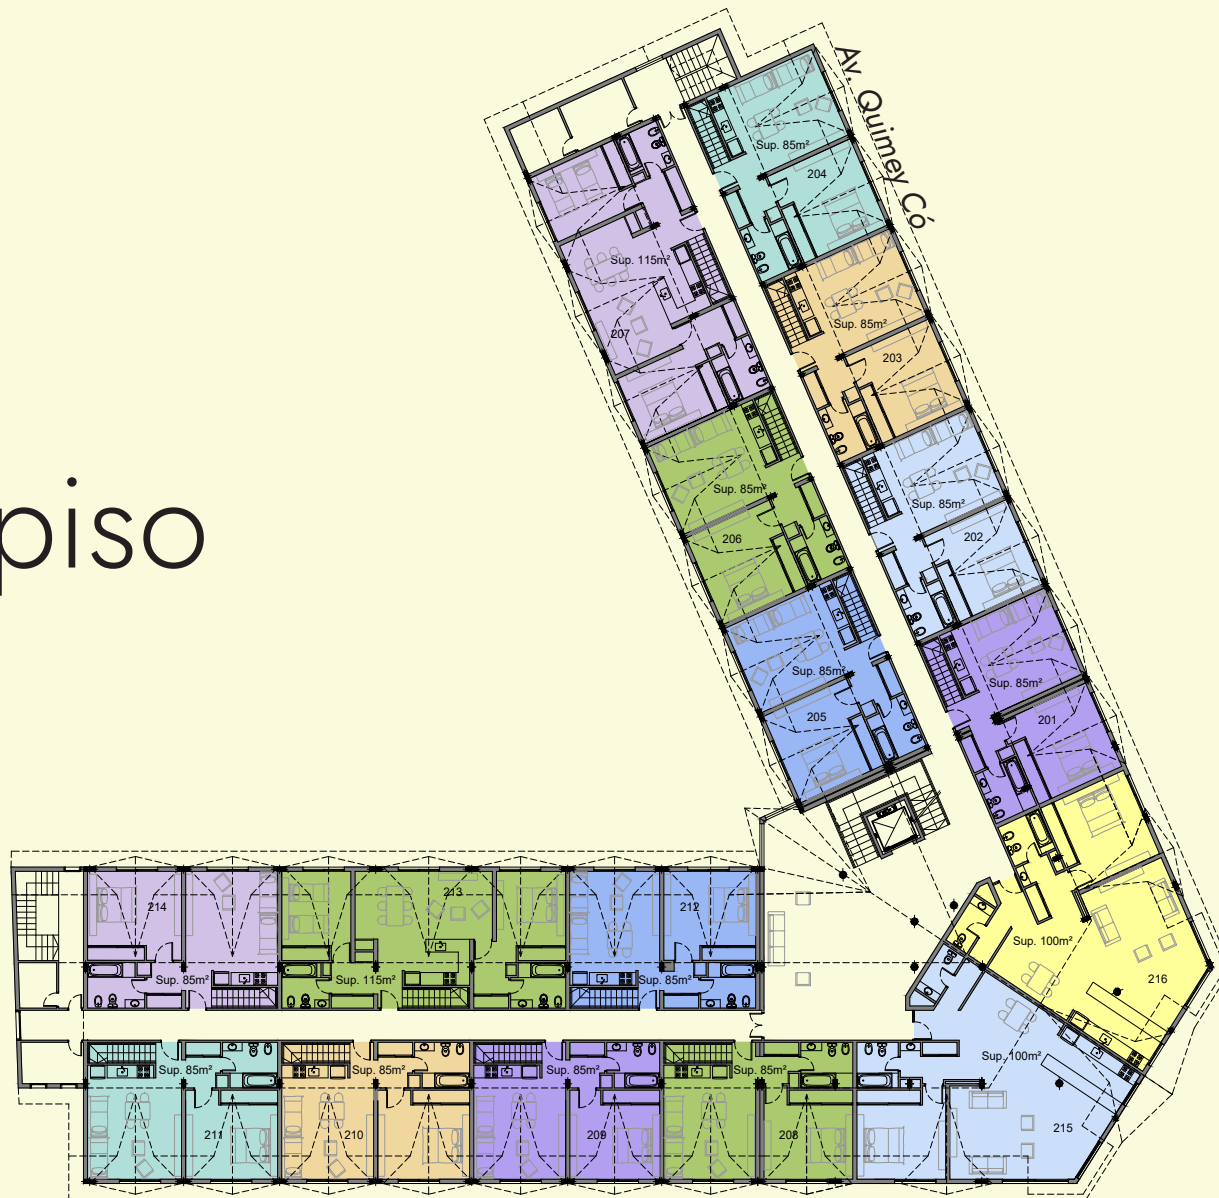 Av. Quimey Có
Sup. 85m²
204
Sup. 115m²
207
Sup. 85m²
203
Sup. 85m²
206
Sup. 85m²
202
piso
Sup. 85m²
205
Sup. 85m²
201
214
213
212
Sup. 85m²
Sup. 115m²
Sup. 85m²
Sup. 100m²
216
Sup. 85m²
Sup. 85m²
Sup. 85m²
Sup. 85m²
Sup. 100m²
211
210
209
208
215